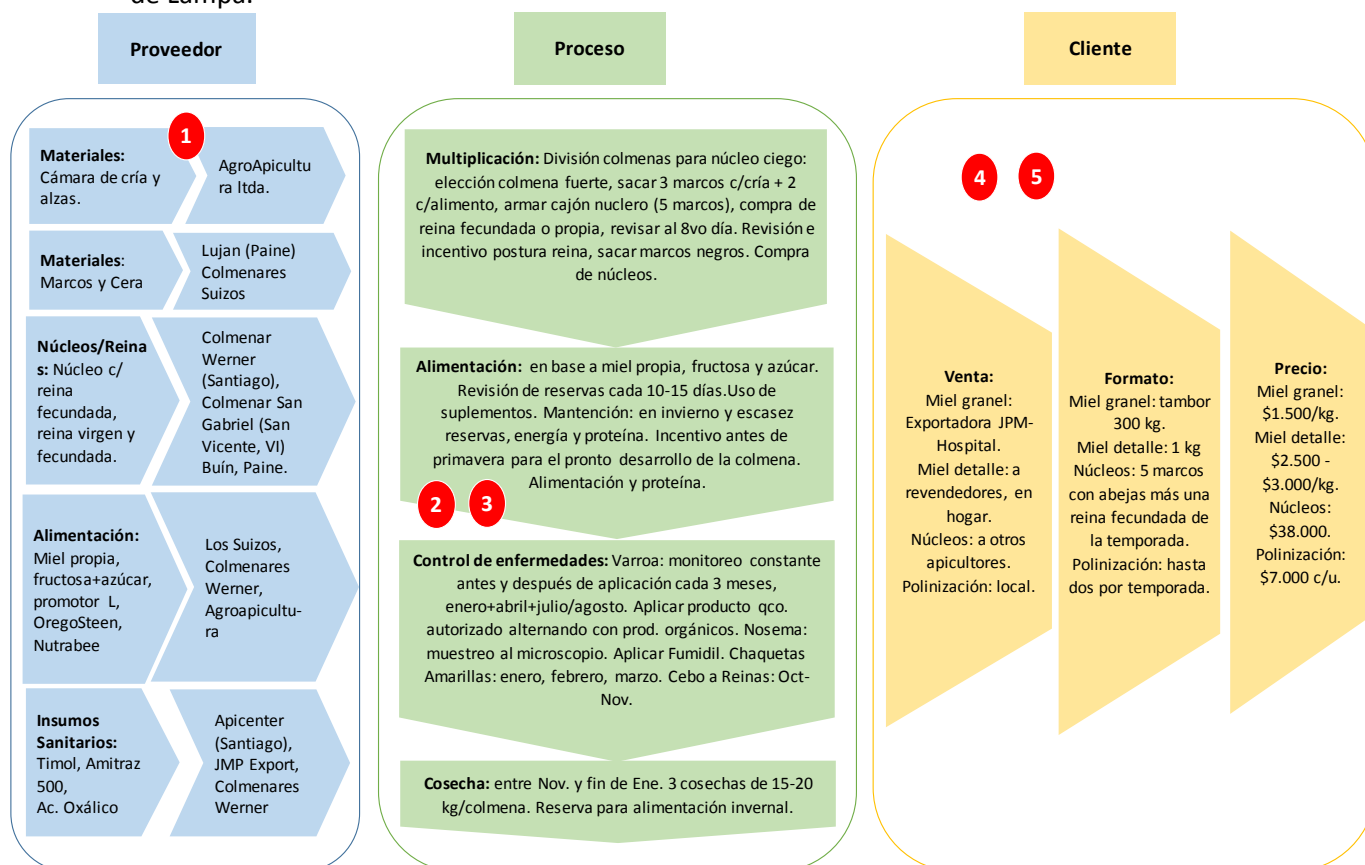 de Lampa.
Proveedor
Proceso
Cliente
1
Materiales:
Cámara de cría y
alzas.
AgroApicultu
ra ltda.
Materiales:
Marcos y Cera
Lujan (Paine)
Colmenares
Suizos
Núcleos/Reina
s: Núcleo c/
reina
fecundada,
reina virgen y
fecundada.
Colmenar
Werner
(Santiago),
Colmenar San
Gabriel (San
Vicente, VI)
Buín, Paine.
Alimentación:
Miel propia,
fructosa+azúcar,
promotor L,
OregoSteen,
Nutrabee
Los Suizos,
Colmenares
Werner,
Agroapicultu-
ra
Insumos
Sanitarios:
Timol, Amitraz
500,
Ac. Oxálico
Apicenter
(Santiago),
JMP Export,
Colmenares
Werner
Multiplicación: División colmenas para núcleo ciego:
elección colmena fuerte, sacar 3 marcos c/cría + 2
c/alimento, armar cajón nuclero (5 marcos), compra de
reina fecundada o propia, revisar al 8vo día. Revisión e
incentivo postura reina, sacar marcos negros. Compra
de núcleos.
Alimentación: en base a miel propia, fructosa y azúcar.
Revisión de reservas cada 10-15 días.Uso de
suplementos. Mantención: en invierno y escasez
reservas, energía y proteína. Incentivo antes de
primavera para el pronto desarrollo de la colmena.
Alimentación y proteína.
2 3
Control de enfermedades: Varroa: monitoreo constante
antes y después de aplicación cada 3 meses,
enero+abril+julio/agosto. Aplicar producto qco.
autorizado alternando con prod. orgánicos. Nosema:
muestreo al microscopio. Aplicar Fumidil. Chaquetas
Amarillas: enero, febrero, marzo. Cebo a Reinas: Oct-
Nov.
Cosecha: entre Nov. y fin de Ene. 3 cosechas de 15-20
kg/colmena. Reserva para alimentación invernal.
4 5
Venta:
Miel granel:
Exportadora JPM-
Hospital.
Miel detalle: a
revendedores, en
hogar.
Núcleos: a otros
apicultores.
Polinización: local.
Formato:
Miel granel: tambor
300 kg.
Miel detalle: 1 kg
Núcleos: 5 marcos
con abejas más una
reina fecundada de
la temporada.
Polinización: hasta
dos por temporada.
Precio:
Miel granel:
$1.500/kg.
Miel detalle:
$2.500 -
$3.000/kg.
Núcleos:
$38.000.
Polinización:
$7.000 c/u.